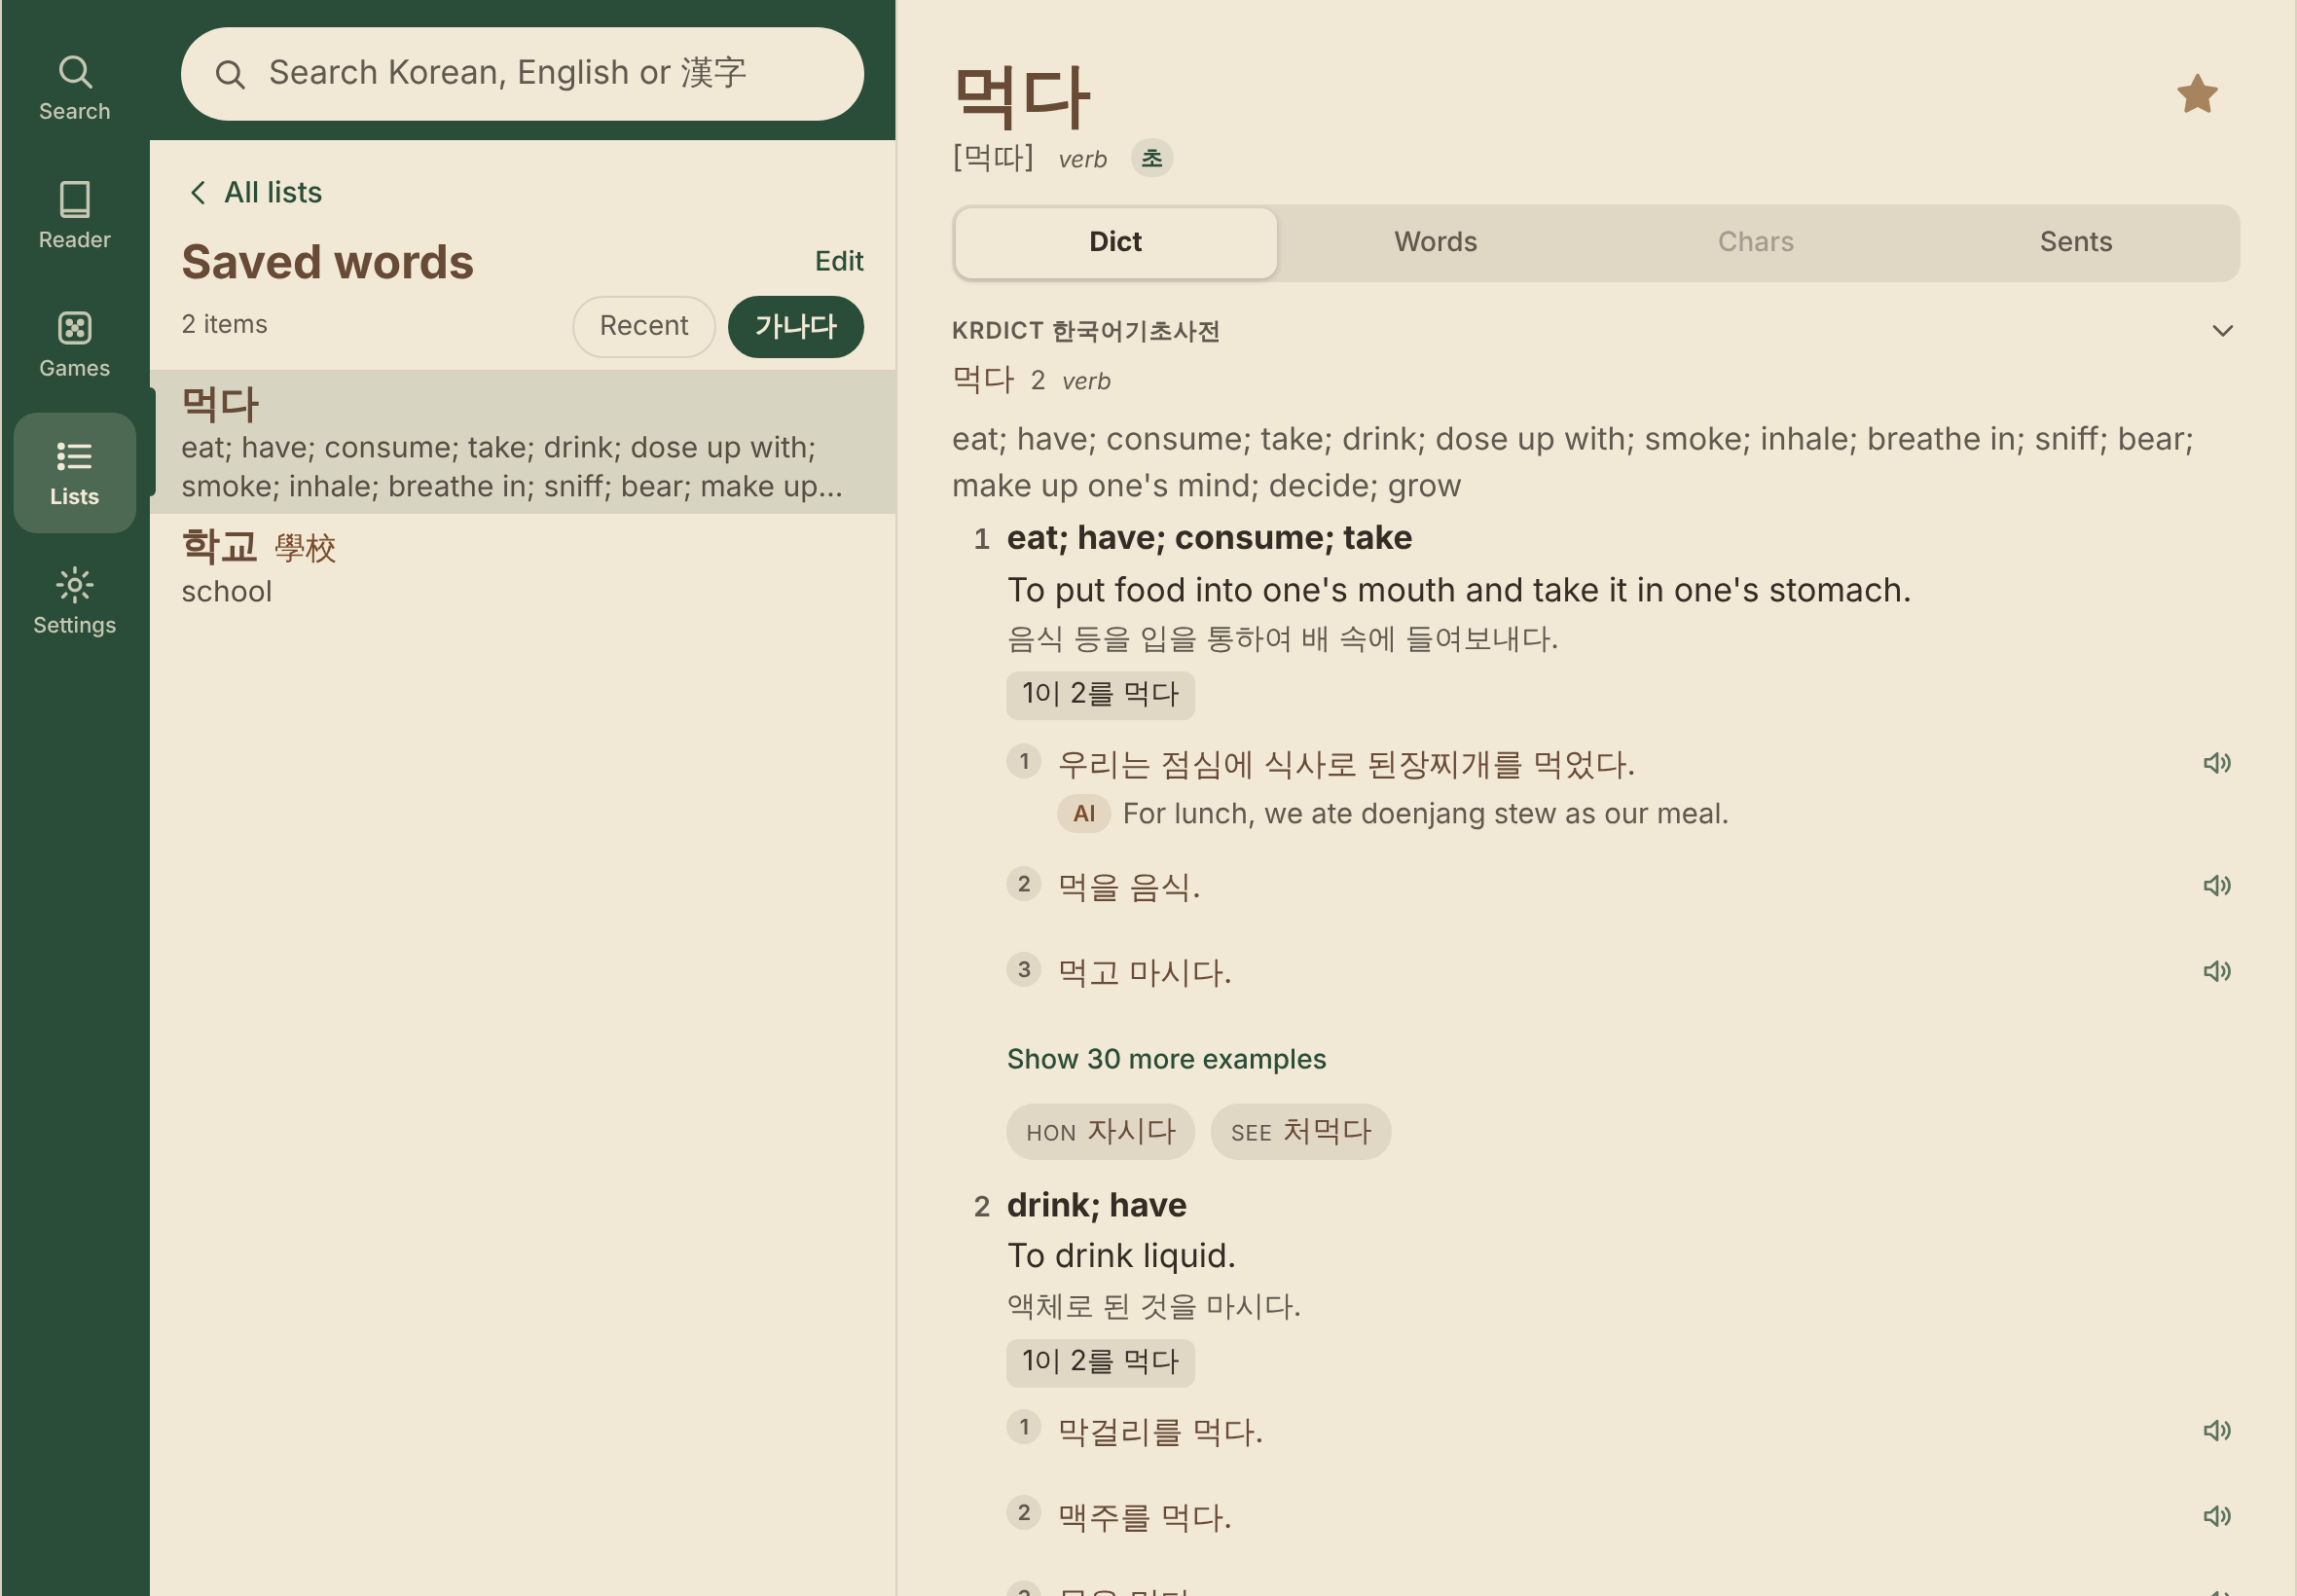 Search
Reader
Games
Lists
Settings
Search Korean, English or 漢字
All lists
Saved words
Edit
2 items
Recent
가나다
먹다
eat; have; consume; take; drink; dose up with;
smoke; inhale; breathe in; sniff; bear; make up...
학교 學校
school
먹다
[먹따] verb 초
Dict
Words
Chars
Sents
KRDICT 한국어기초사전
먹다 2 verb
eat; have; consume; take; drink; dose up with; smoke; inhale; breathe in; sniff; bear;
make up one's mind; decide; grow
1 eat; have; consume; take
To put food into one's mouth and take it in one's stomach.
음식 등을 입을 통하여 배 속에 들여보내다.
1이 2를 먹다
1 우리는 점심에 식사로 된장찌개를 먹었다.
AI For lunch, we ate doenjang stew as our meal.
2 먹을 음식.
3 먹고 마시다.
Show 30 more examples
HON 자시다
SEE 처먹다
2 drink; have
To drink liquid.
액체로 된 것을 마시다.
1이 2를 먹다
1 막걸리를 먹다.
2 맥주를 먹다.